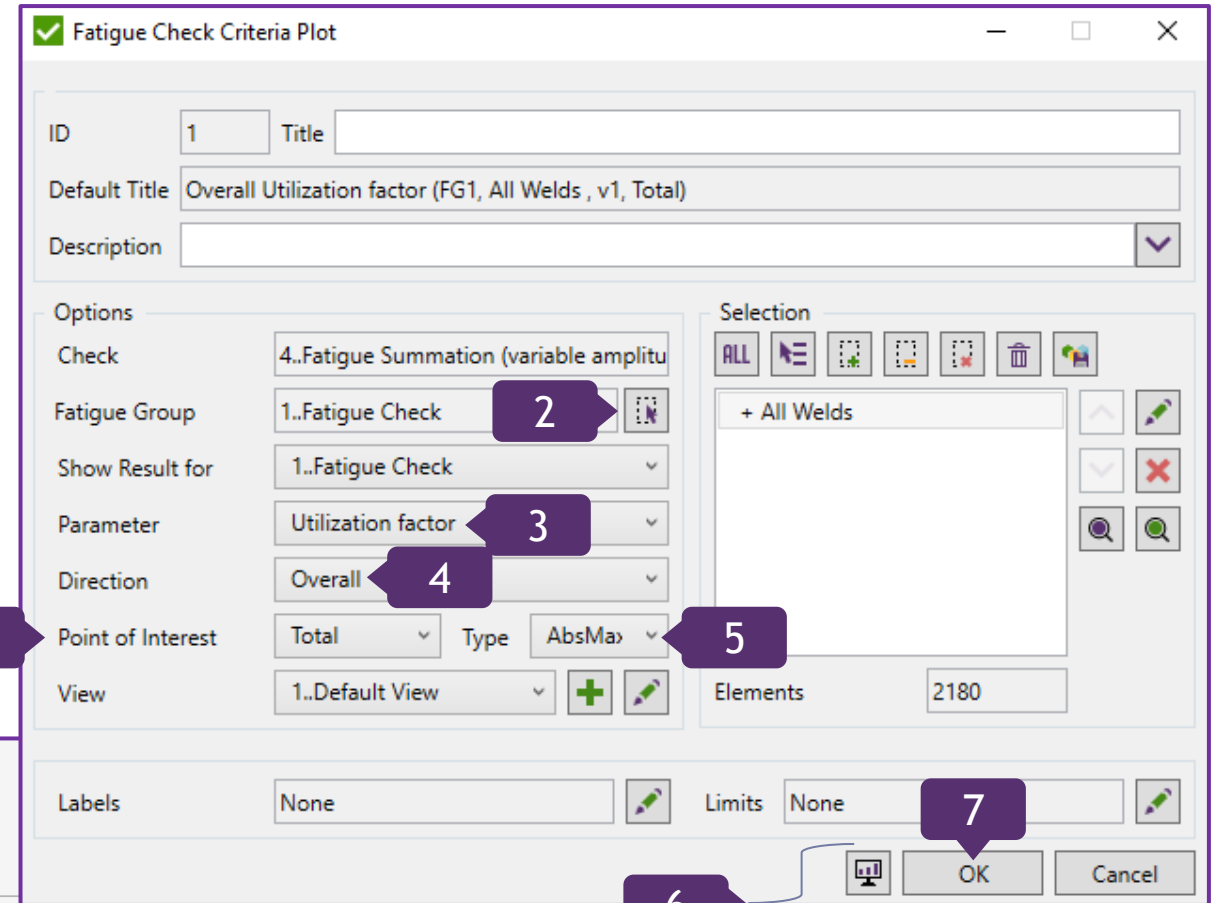 Fatigue Check Criteria Plot
ID 1 Title
Default Title Overall Utilization factor (FG1, All Welds , v1, Total)
Description
Options Selection
Check 4..Fatigue Summation (variable amplitu ALL
Fatigue Group 1..Fatigue Check 2 + All Welds
Show Result for 1..Fatigue Check
Parameter Utilization factor 3
Direction Overall 4
Point of Interest Total Type AbsMax 5
View 1..Default View Elements 2180
Labels None Limits None 7
OK Cancel
6